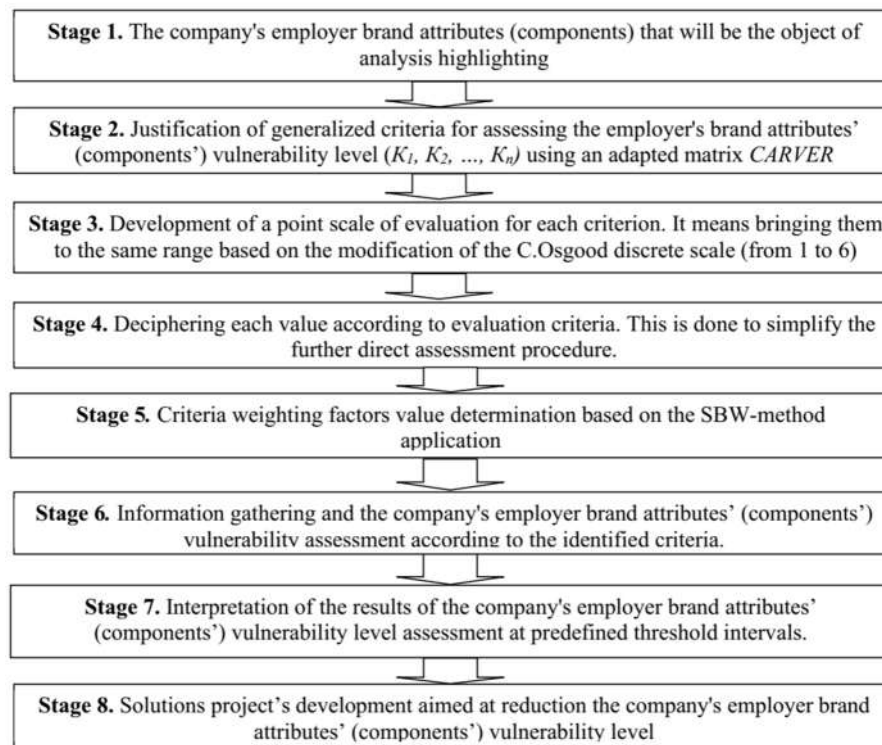 Stage 1. The company's employer brand attributes (components) that will be the object of
analysis highlighting
Stage 2. Justification of generalized criteria for assessing the employer's brand attributes’
(components’) vulnerability level (K1, K2, ..., Kn) using an adapted matrix CARVER
Stage 3. Development of a point scale of evaluation for each criterion. It means bringing them
to the same range based on the modification of the C.Osgood discrete scale (from 1 to 6)
Stage 4. Deciphering each value according to evaluation criteria. This is done to simplify the
further direct assessment procedure.
Stage 5. Criteria weighting factors value determination based on the SBW-method
application
Stage 6. Information gathering and the company's employer brand attributes’ (components’)
vulnerability assessment according to the identified criteria.
Stage 7. Interpretation of the results of the company's employer brand attributes’
(components’) vulnerability level assessment at predefined threshold intervals.
Stage 8. Solutions project’s development aimed at reduction the company's employer brand
attributes’ (components’) vulnerability level